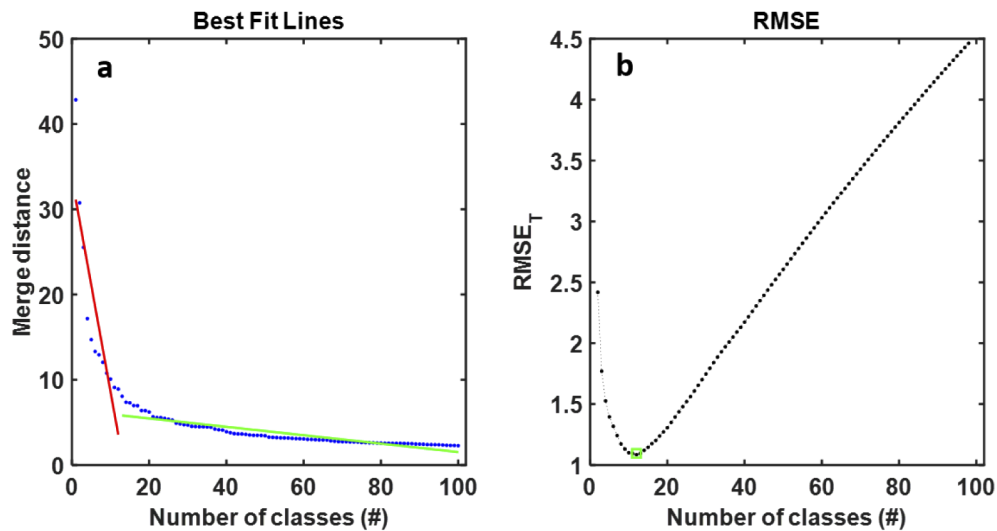 Best Fit Lines
a
50
40
30
20
10
0
Merge distance
0 20 40 60 80 100
Number of classes (#)
RMSE
b
4.5
4
3.5
3
2.5
2
1.5
1
RMSE_T
0 20 40 60 80 100
Number of classes (#)